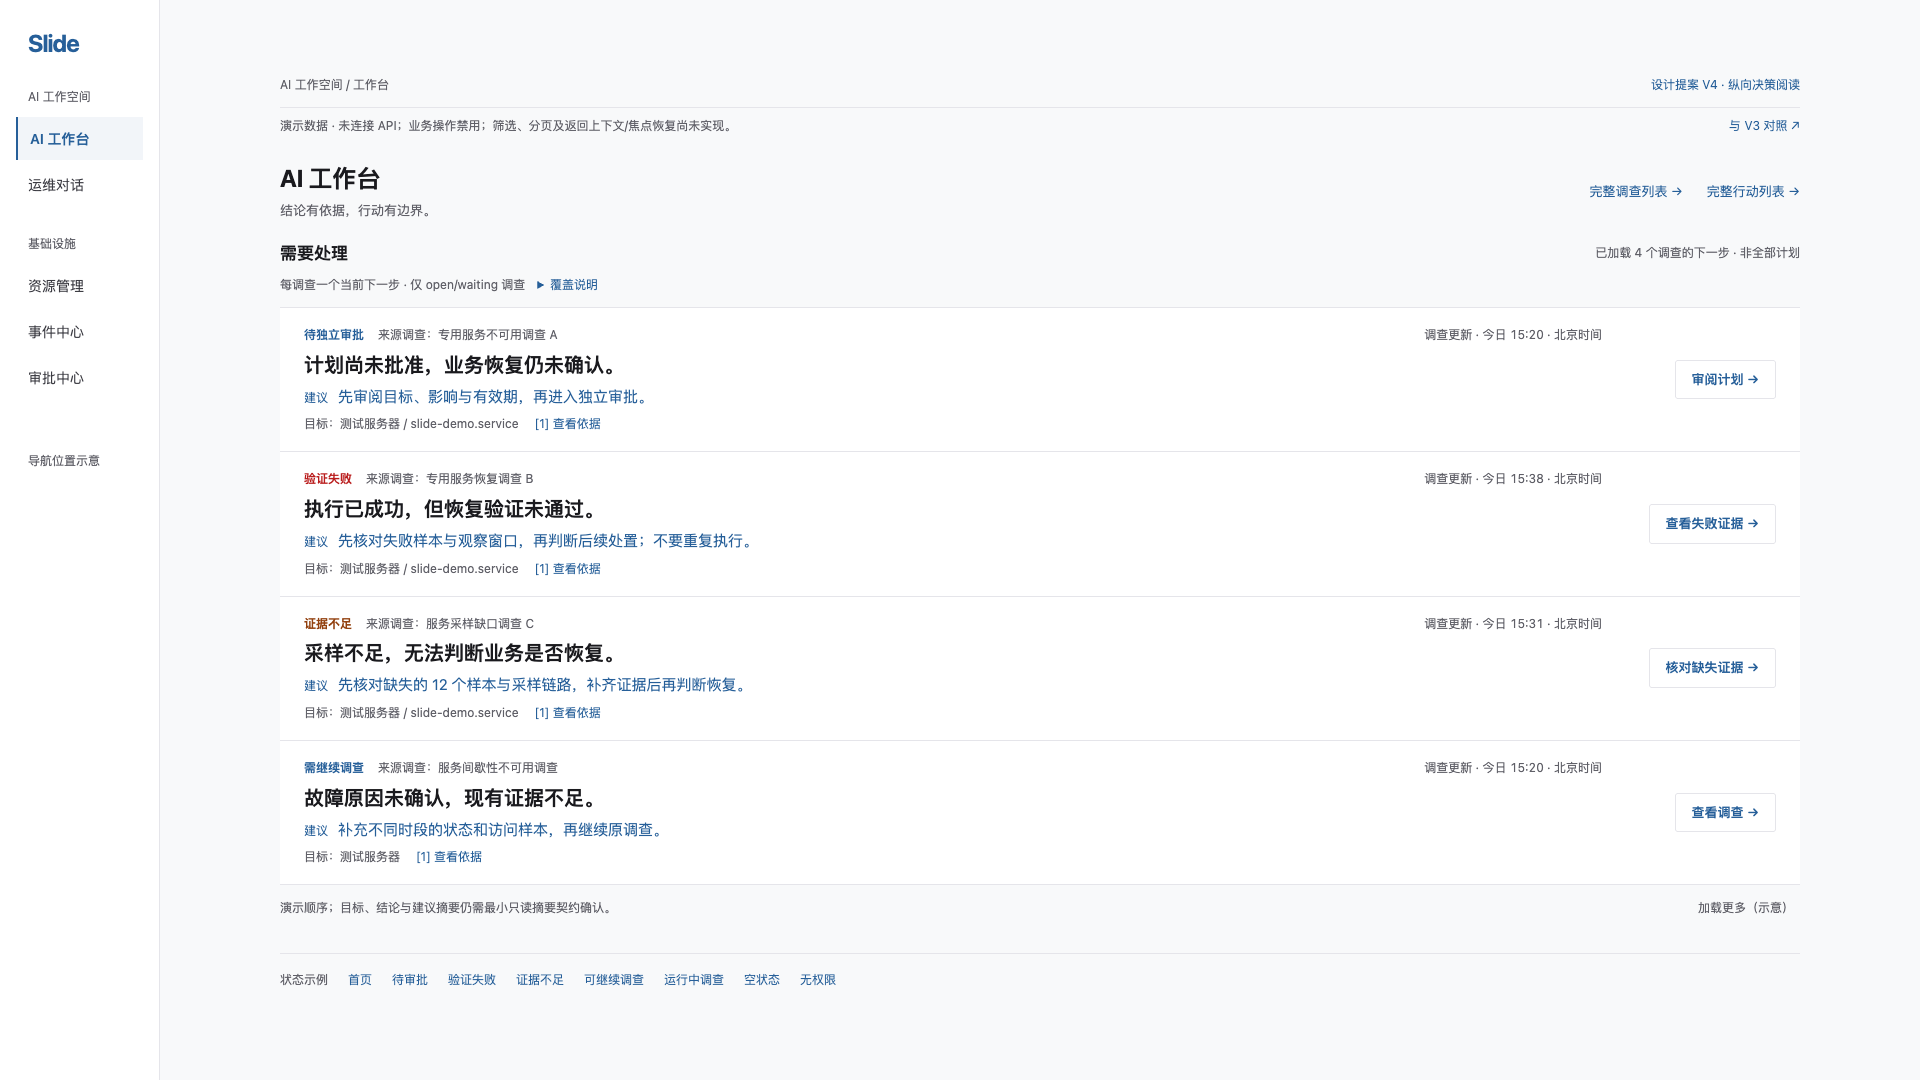 Slide
AI 工作空间
AI 工作台
运维对话
基础设施
资源管理
事件中心
审批中心
导航位置示意
AI 工作空间 / 工作台
设计提案 V4 · 纵向决策阅读
演示数据 · 未连接 API；业务操作禁用；筛选、分页及返回上下文/焦点恢复尚未实现。
与 V3 对照 ↗
AI 工作台
结论有依据，行动有边界。
完整调查列表 → 完整行动列表 →
需要处理
已加载 4 个调查的下一步 · 非全部计划
每调查一个当前下一步 · 仅 open/waiting 调查 ▶ 覆盖说明
待独立审批 来源调查：专用服务不可用调查 A
调查更新 · 今日 15:20 · 北京时间
计划尚未批准，业务恢复仍未确认。
建议 先审阅目标、影响与有效期，再进入独立审批。
目标：测试服务器 / slide-demo.service [1] 查看依据
审阅计划 →
验证失败 来源调查：专用服务恢复调查 B
调查更新 · 今日 15:38 · 北京时间
执行已成功，但恢复验证未通过。
建议 先核对失败样本与观察窗口，再判断后续处置；不要重复执行。
目标：测试服务器 / slide-demo.service [1] 查看依据
查看失败证据 →
证据不足 来源调查：服务采样缺口调查 C
调查更新 · 今日 15:31 · 北京时间
采样不足，无法判断业务是否恢复。
建议 先核对缺失的 12 个样本与采样链路，补齐证据后再判断恢复。
目标：测试服务器 / slide-demo.service [1] 查看依据
核对缺失证据 →
需继续调查 来源调查：服务间歇性不可用调查
调查更新 · 今日 15:20 · 北京时间
故障原因未确认，现有证据不足。
建议 补充不同时段的状态和访问样本，再继续原调查。
目标：测试服务器 [1] 查看依据
查看调查 →
演示顺序；目标、结论与建议摘要仍需最小只读摘要契约确认。
加载更多（示意）
状态示例 首页 待审批 验证失败 证据不足 可继续调查 运行中调查 空状态 无权限